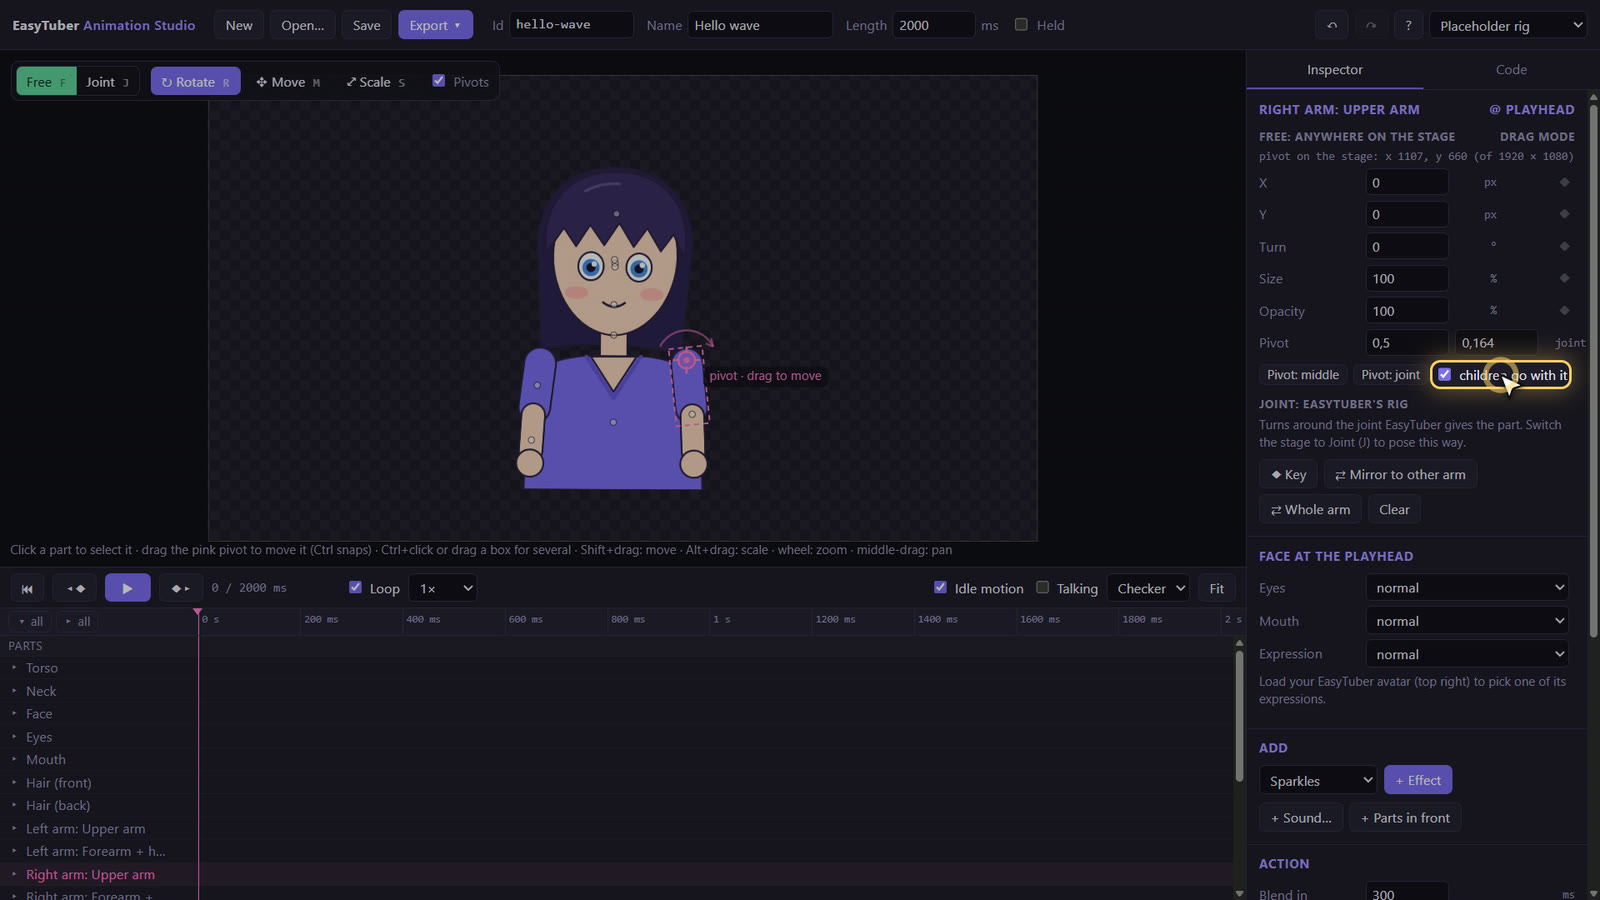 EasyTuber Animation Studio New Open... Save Export ▾ Id hello-wave Name Hello wave Length 2000 ms Held ? Placeholder rig
Free F Joint J Rotate R Move M Scale S Pivots
Inspector Code
RIGHT ARM: UPPER ARM @ PLAYHEAD
FREE: ANYWHERE ON THE STAGE DRAG MODE
pivot on the stage: x 1107, y 660 (of 1920 × 1080)
X 0 px
Y 0 px
Turn 0 °
Size 100 %
Opacity 100 %
Pivot 0,5 0,164 joint
pivot · drag to move
Pivot: middle Pivot: joint children go with it
JOINT: EASYTUBER'S RIG
Turns around the joint EasyTuber gives the part. Switch
the stage to Joint (J) to pose this way.
◆ Key ⇄ Mirror to other arm
⇄ Whole arm Clear
Click a part to select it · drag the pink pivot to move it (Ctrl snaps) · Ctrl+click or drag a box for several · Shift+drag: move · Alt+drag: scale · wheel: zoom · middle-drag: pan
FACE AT THE PLAYHEAD
0 / 2000 ms Loop 1× Idle motion Talking Checker Fit
Eyes normal
Mouth normal
Expression normal
Load your EasyTuber avatar (top right) to pick one of its
expressions.
▾ all ▸ all 0 s 200 ms 400 ms 600 ms 800 ms 1 s 1200 ms 1400 ms 1600 ms 1800 ms 2 s
PARTS
Torso
Neck
Face
Eyes
Mouth
Hair (front)
Hair (back)
Left arm: Upper arm
Left arm: Forearm + h...
Right arm: Upper arm
Right arm: Forearm +
ADD
Sparkles + Effect
+ Sound... + Parts in front
ACTION
Blend in 300 ms